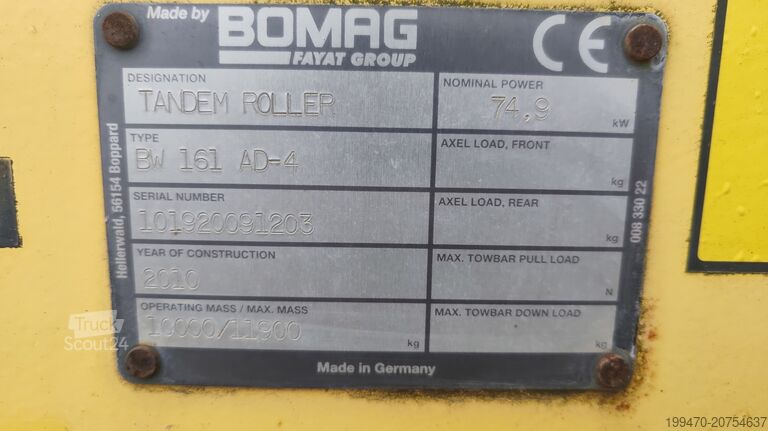 Made by BOMAG CE
FAYAT GROUP
DESIGNATION
TANDEM ROLLER
NOMINAL POWER
74,9 kW
TYPE
BW 161 AD-4
AXEL LOAD, FRONT
kg
SERIAL NUMBER
101920091203
AXEL LOAD, REAR
kg
YEAR OF CONSTRUCTION
2010
MAX. TOWBAR PULL LOAD
N
OPERATING MASS / MAX. MASS
10000/11900 kg
MAX. TOWBAR DOWN LOAD
kg
Made in Germany
Hellerwald, 56154 Boppard
008 330 22
Truck
Scout24
199470-20754637